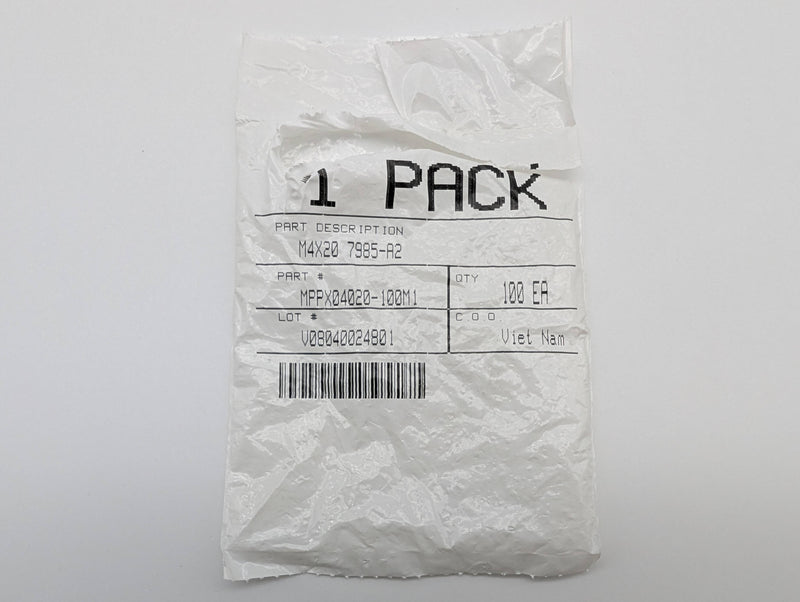 1 PACK
PART DESCRIPTION
M4X20 7985-A2
PART #
MPPX04020-100M1
QTY
100 EA
LOT #
V08040024801
C O O
Viet Nam